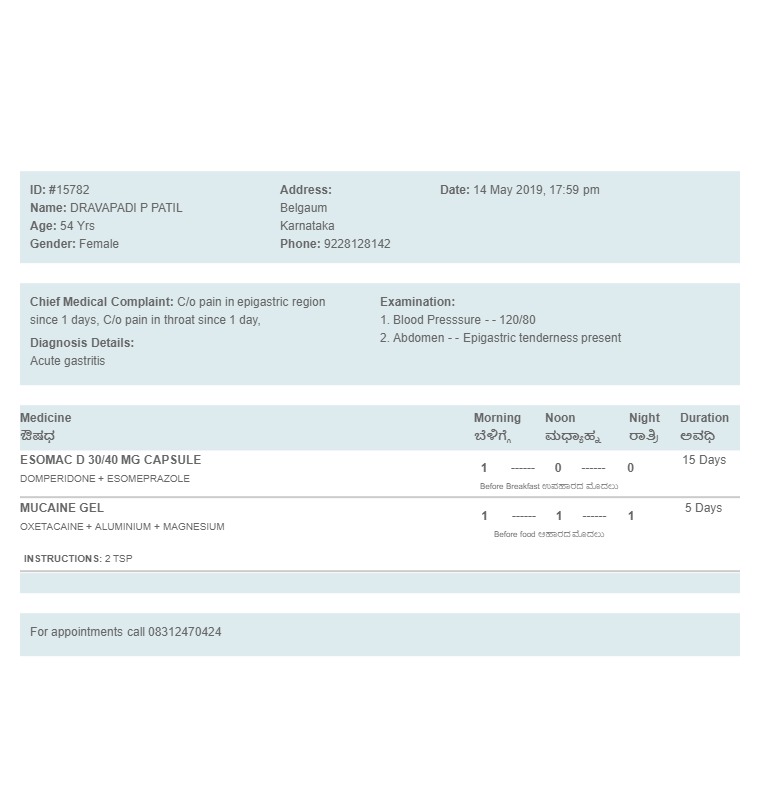 ID: #15782
Name: DRAVAPADI P PATIL
Age: 54 Yrs
Gender: Female
Address:
Belgaum
Karnataka
Phone: 9228128142
Date: 14 May 2019, 17:59 pm
Chief Medical Complaint: C/o pain in epigastric region
since 1 days, C/o pain in throat since 1 day,
Diagnosis Details:
Acute gastritis
Examination:
1. Blood Presssure - - 120/80
2. Abdomen - - Epigastric tenderness present
Medicine Morning Noon Night Duration
ಔಷಧ ಬೆಳಿಗ್ಗೆ ಮಧ್ಯಾಹ್ನ ರಾತ್ರಿ ಅವಧಿ
ESOMAC D 30/40 MG CAPSULE 1 ------ 0 ------ 0 15 Days
DOMPERIDONE + ESOMEPRAZOLE
Before Breakfast ಉಪಹಾರದ ಮೊದಲು
MUCAINE GEL 1 ------ 1 ------ 1 5 Days
OXETACAINE + ALUMINIUM + MAGNESIUM
Before food ಆಹಾರದ ಮೊದಲು
INSTRUCTIONS: 2 TSP
For appointments call 08312470424